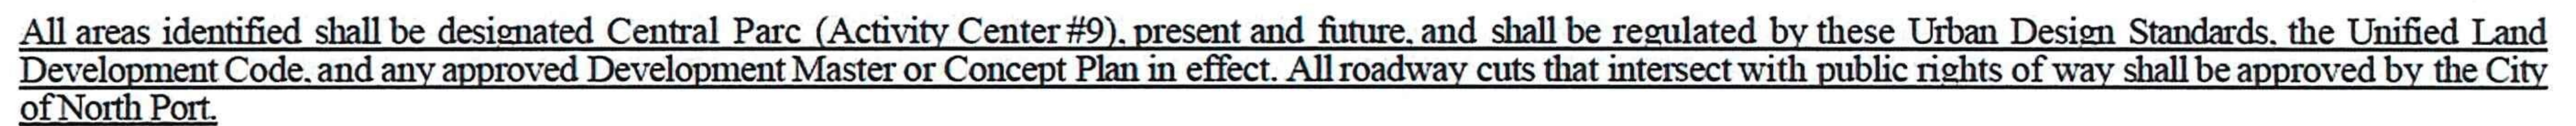 All areas identified shall be designated Central Parc (Activity Center #9), present and future, and shall be regulated by these Urban Design Standards, the Unified Land
Development Code, and any approved Development Master or Concept Plan in effect. All roadway cuts that intersect with public rights of way shall be approved by the City
of North Port.